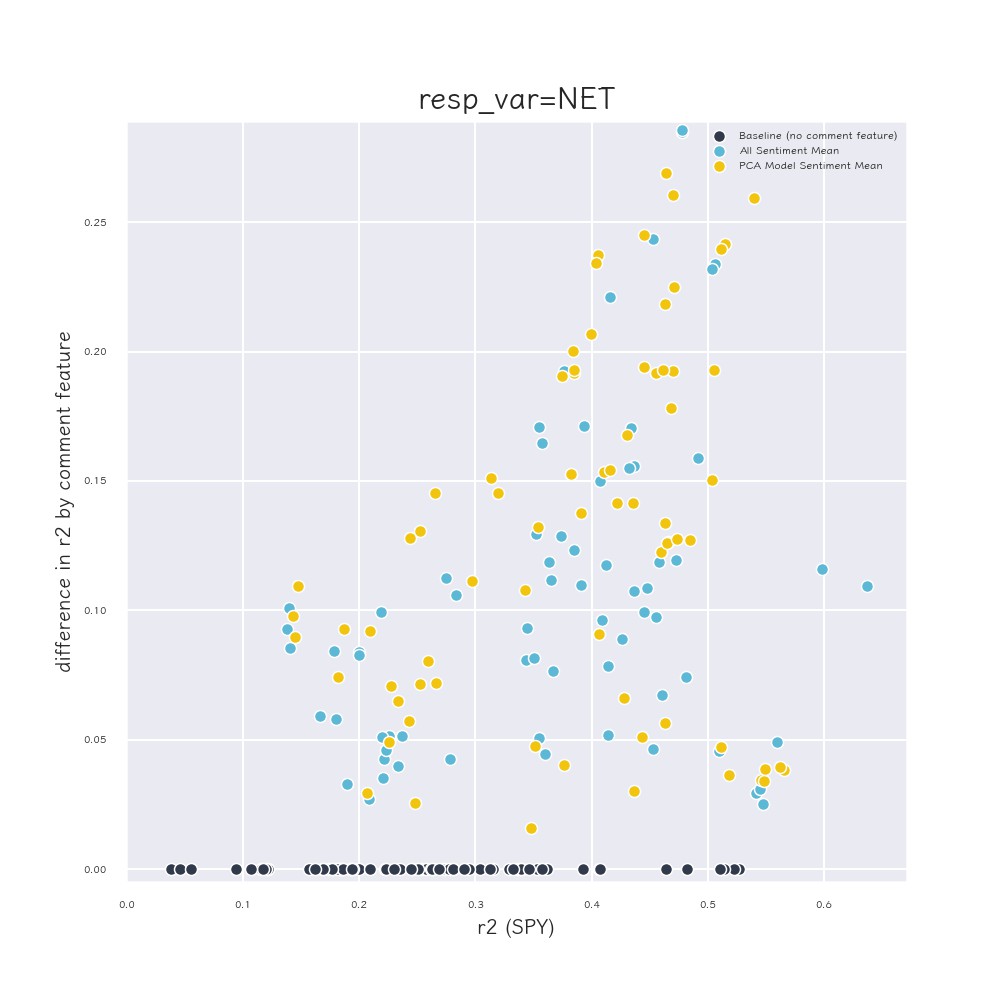 resp_var=NET
Baseline (no comment feature)
All Sentiment Mean
PCA Model Sentiment Mean
difference in r2 by comment feature
0.25
0.20
0.15
0.10
0.05
0.00
0.0 0.1 0.2 0.3 0.4 0.5 0.6
r2 (SPY)